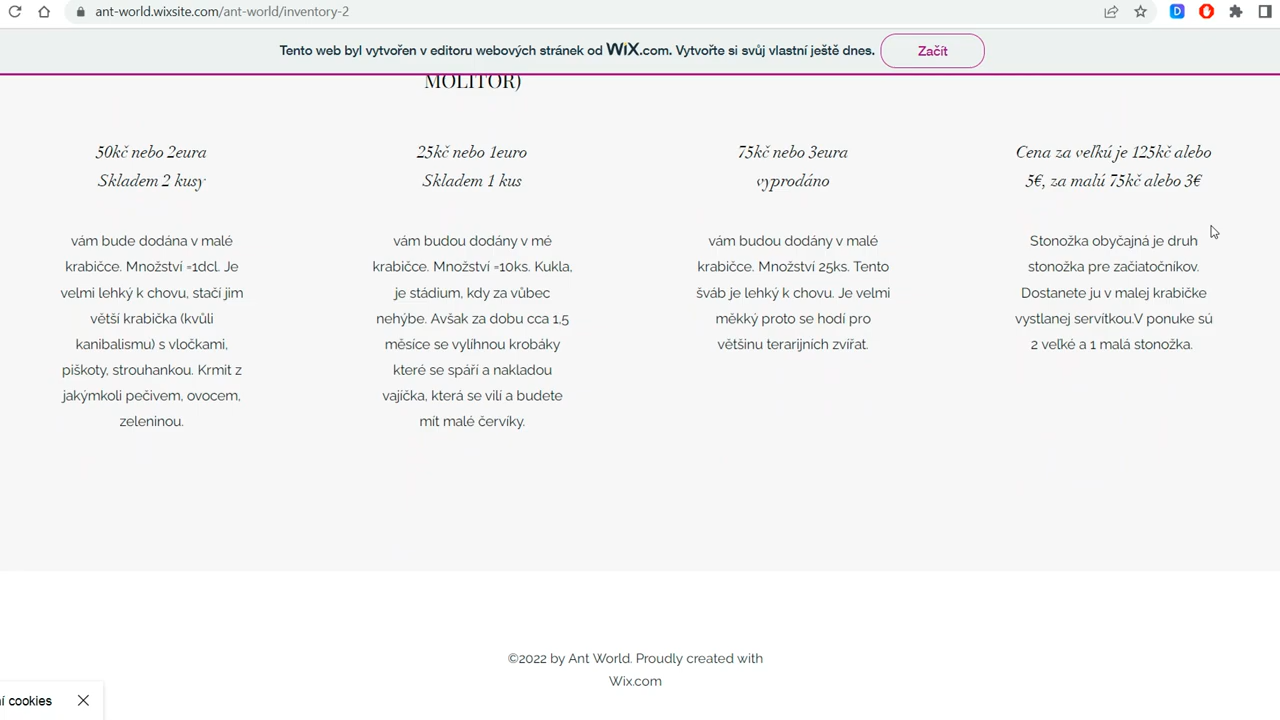 ant-world.wixsite.com/ant-world/inventory-2
D
Tento web byl vytvořen v editoru webových stránek od WiX.com. Vytvořte si svůj vlastní ještě dnes.
Začít
MOLITOR)
50kč nebo 2eura
Skladem 2 kusy
vám bude dodána v malé
krabičce. Množství =1dcl. Je
velmi lehký k chovu, stačí jim
větší krabička (kvůli
kanibalismu) s vločkami,
piškoty, strouhankou. Krmit z
jakýmkoli pečivem, ovocem,
zeleninou.
25kč nebo 1euro
Skladem 1 kus
vám budou dodány v mé
krabičce. Množství =10ks. Kukla,
je stádium, kdy za vůbec
nehýbe. Avšak za dobu cca 1,5
měsíce se vylíhnou krobáky
které se spáří a nakladou
vajíčka, která se vilí a budete
mít malé červíky.
75kč nebo 3eura
vyprodáno
vám budou dodány v malé
krabičce. Množství 25ks. Tento
šváb je lehký k chovu. Je velmi
měkký proto se hodí pro
většinu terarijních zvířat.
Cena za veľkú je 125kč alebo
5€, za malú 75kč alebo 3€
Stonožka obyčajná je druh
stonožka pre začiatočníkov.
Dostanete ju v malej krabičke
vystlanej servítkou.V ponuke sú
2 veľké a 1 malá stonožka.
©2022 by Ant World. Proudly created with
Wix.com
ní cookies